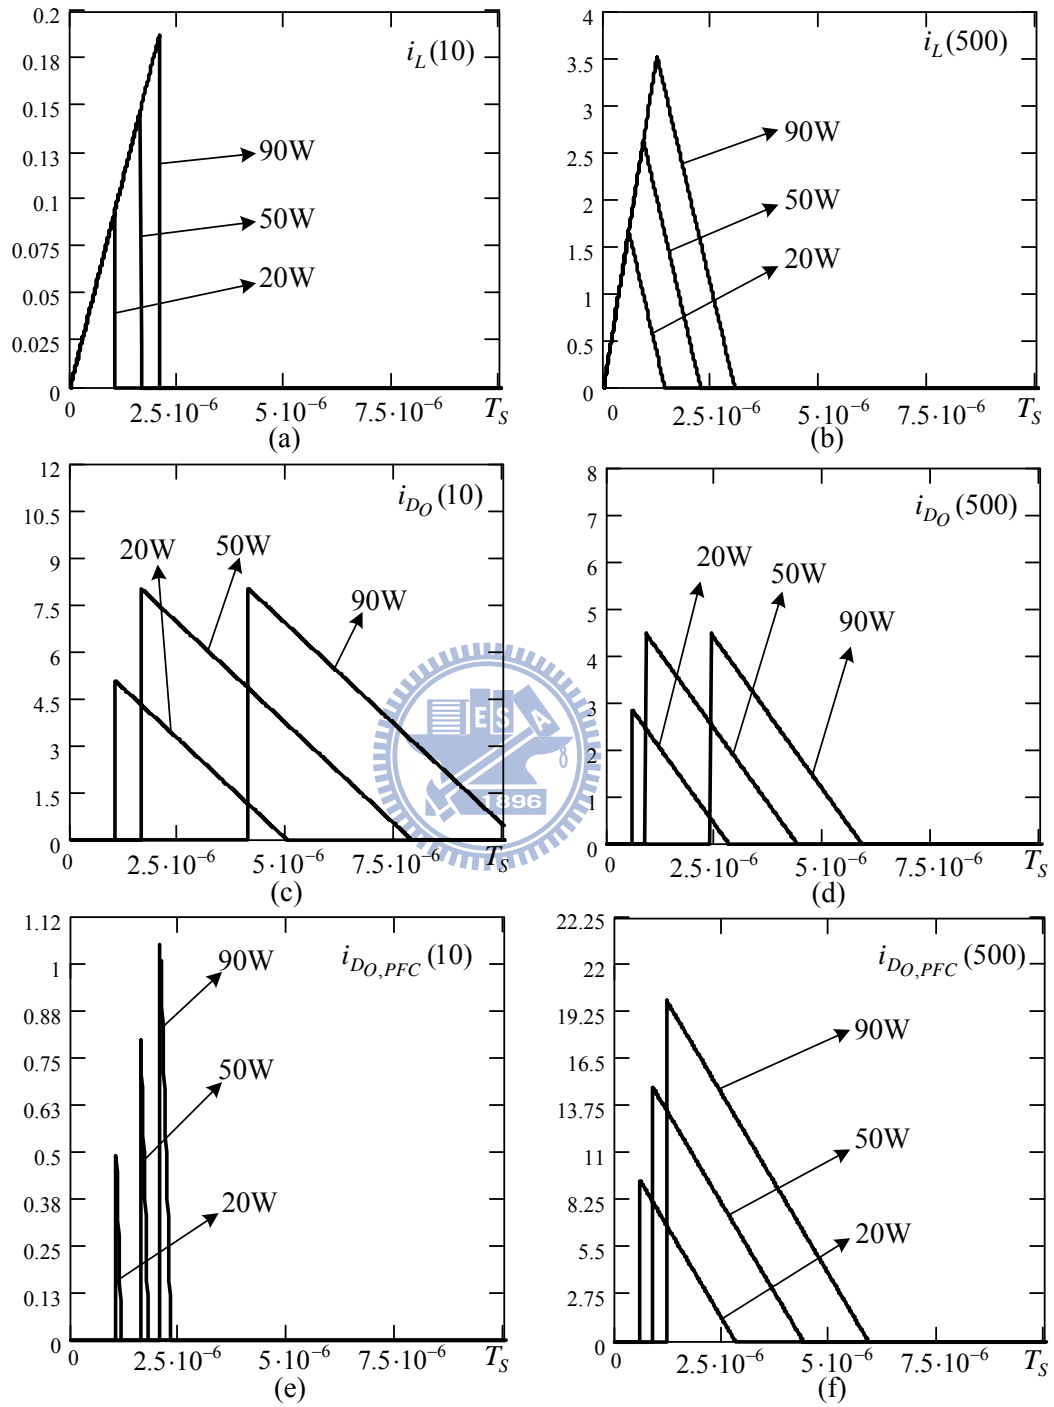 0.2
0.18
0.15
0.13
0.1
0.075
0.05
0.025
0
i_L(10)
90W
50W
20W
0 2.5·10⁻⁶ 5·10⁻⁶ 7.5·10⁻⁶ T_S
(a)
4
3.5
3
2.5
2
1.5
1
0.5
0
i_L(500)
90W
50W
20W
0 2.5·10⁻⁶ 5·10⁻⁶ 7.5·10⁻⁶ T_S
(b)
12
10.5
9
7.5
6
4.5
3
1.5
0
i_{D_O}(10)
20W
50W
90W
0 2.5·10⁻⁶ 5·10⁻⁶ 7.5·10⁻⁶ T_S
(c)
8
7
6
5
4
3
2
1
0
i_{D_O}(500)
20W
50W
90W
0 2.5·10⁻⁶ 5·10⁻⁶ 7.5·10⁻⁶ T_S
(d)
ESA
1896
1.12
1
0.88
0.75
0.63
0.5
0.38
0.25
0.13
0
i_{D_{O,PFC}}(10)
90W
50W
20W
0 2.5·10⁻⁶ 5·10⁻⁶ 7.5·10⁻⁶ T_S
(e)
22.25
22
19.25
16.5
13.75
11
8.25
5.5
2.75
0
i_{D_{O,PFC}}(500)
90W
50W
20W
0 2.5·10⁻⁶ 5·10⁻⁶ 7.5·10⁻⁶ T_S
(f)